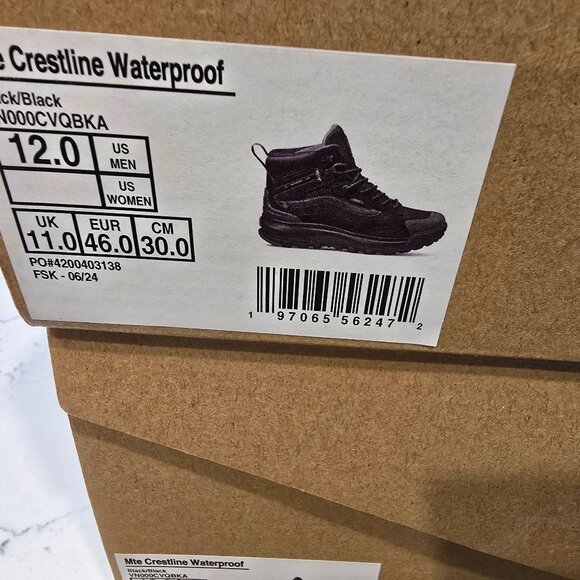 e Crestline Waterproof
ck/Black
N000CVQBKA
12.0 US MEN
US WOMEN
UK EUR CM
11.0 46.0 30.0
PO#4200403138
FSK - 06/24
1 97065 56247 2
Mte Crestline Waterproof
Black/Black
VN000CVQBKA